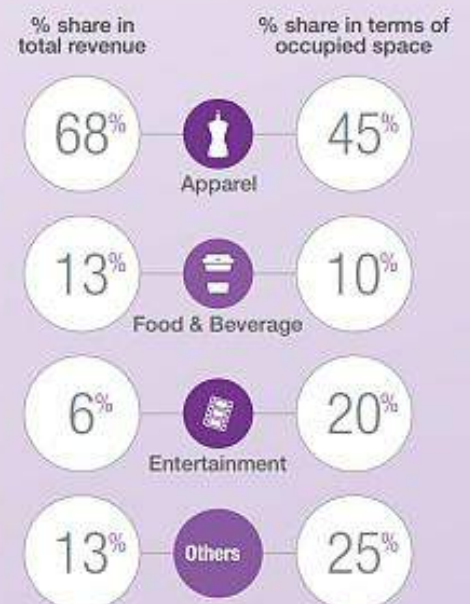 % share in
total revenue
% share in terms of
occupied space
68%
45%
Apparel
13%
10%
Food & Beverage
6%
20%
Entertainment
13%
Others
25%